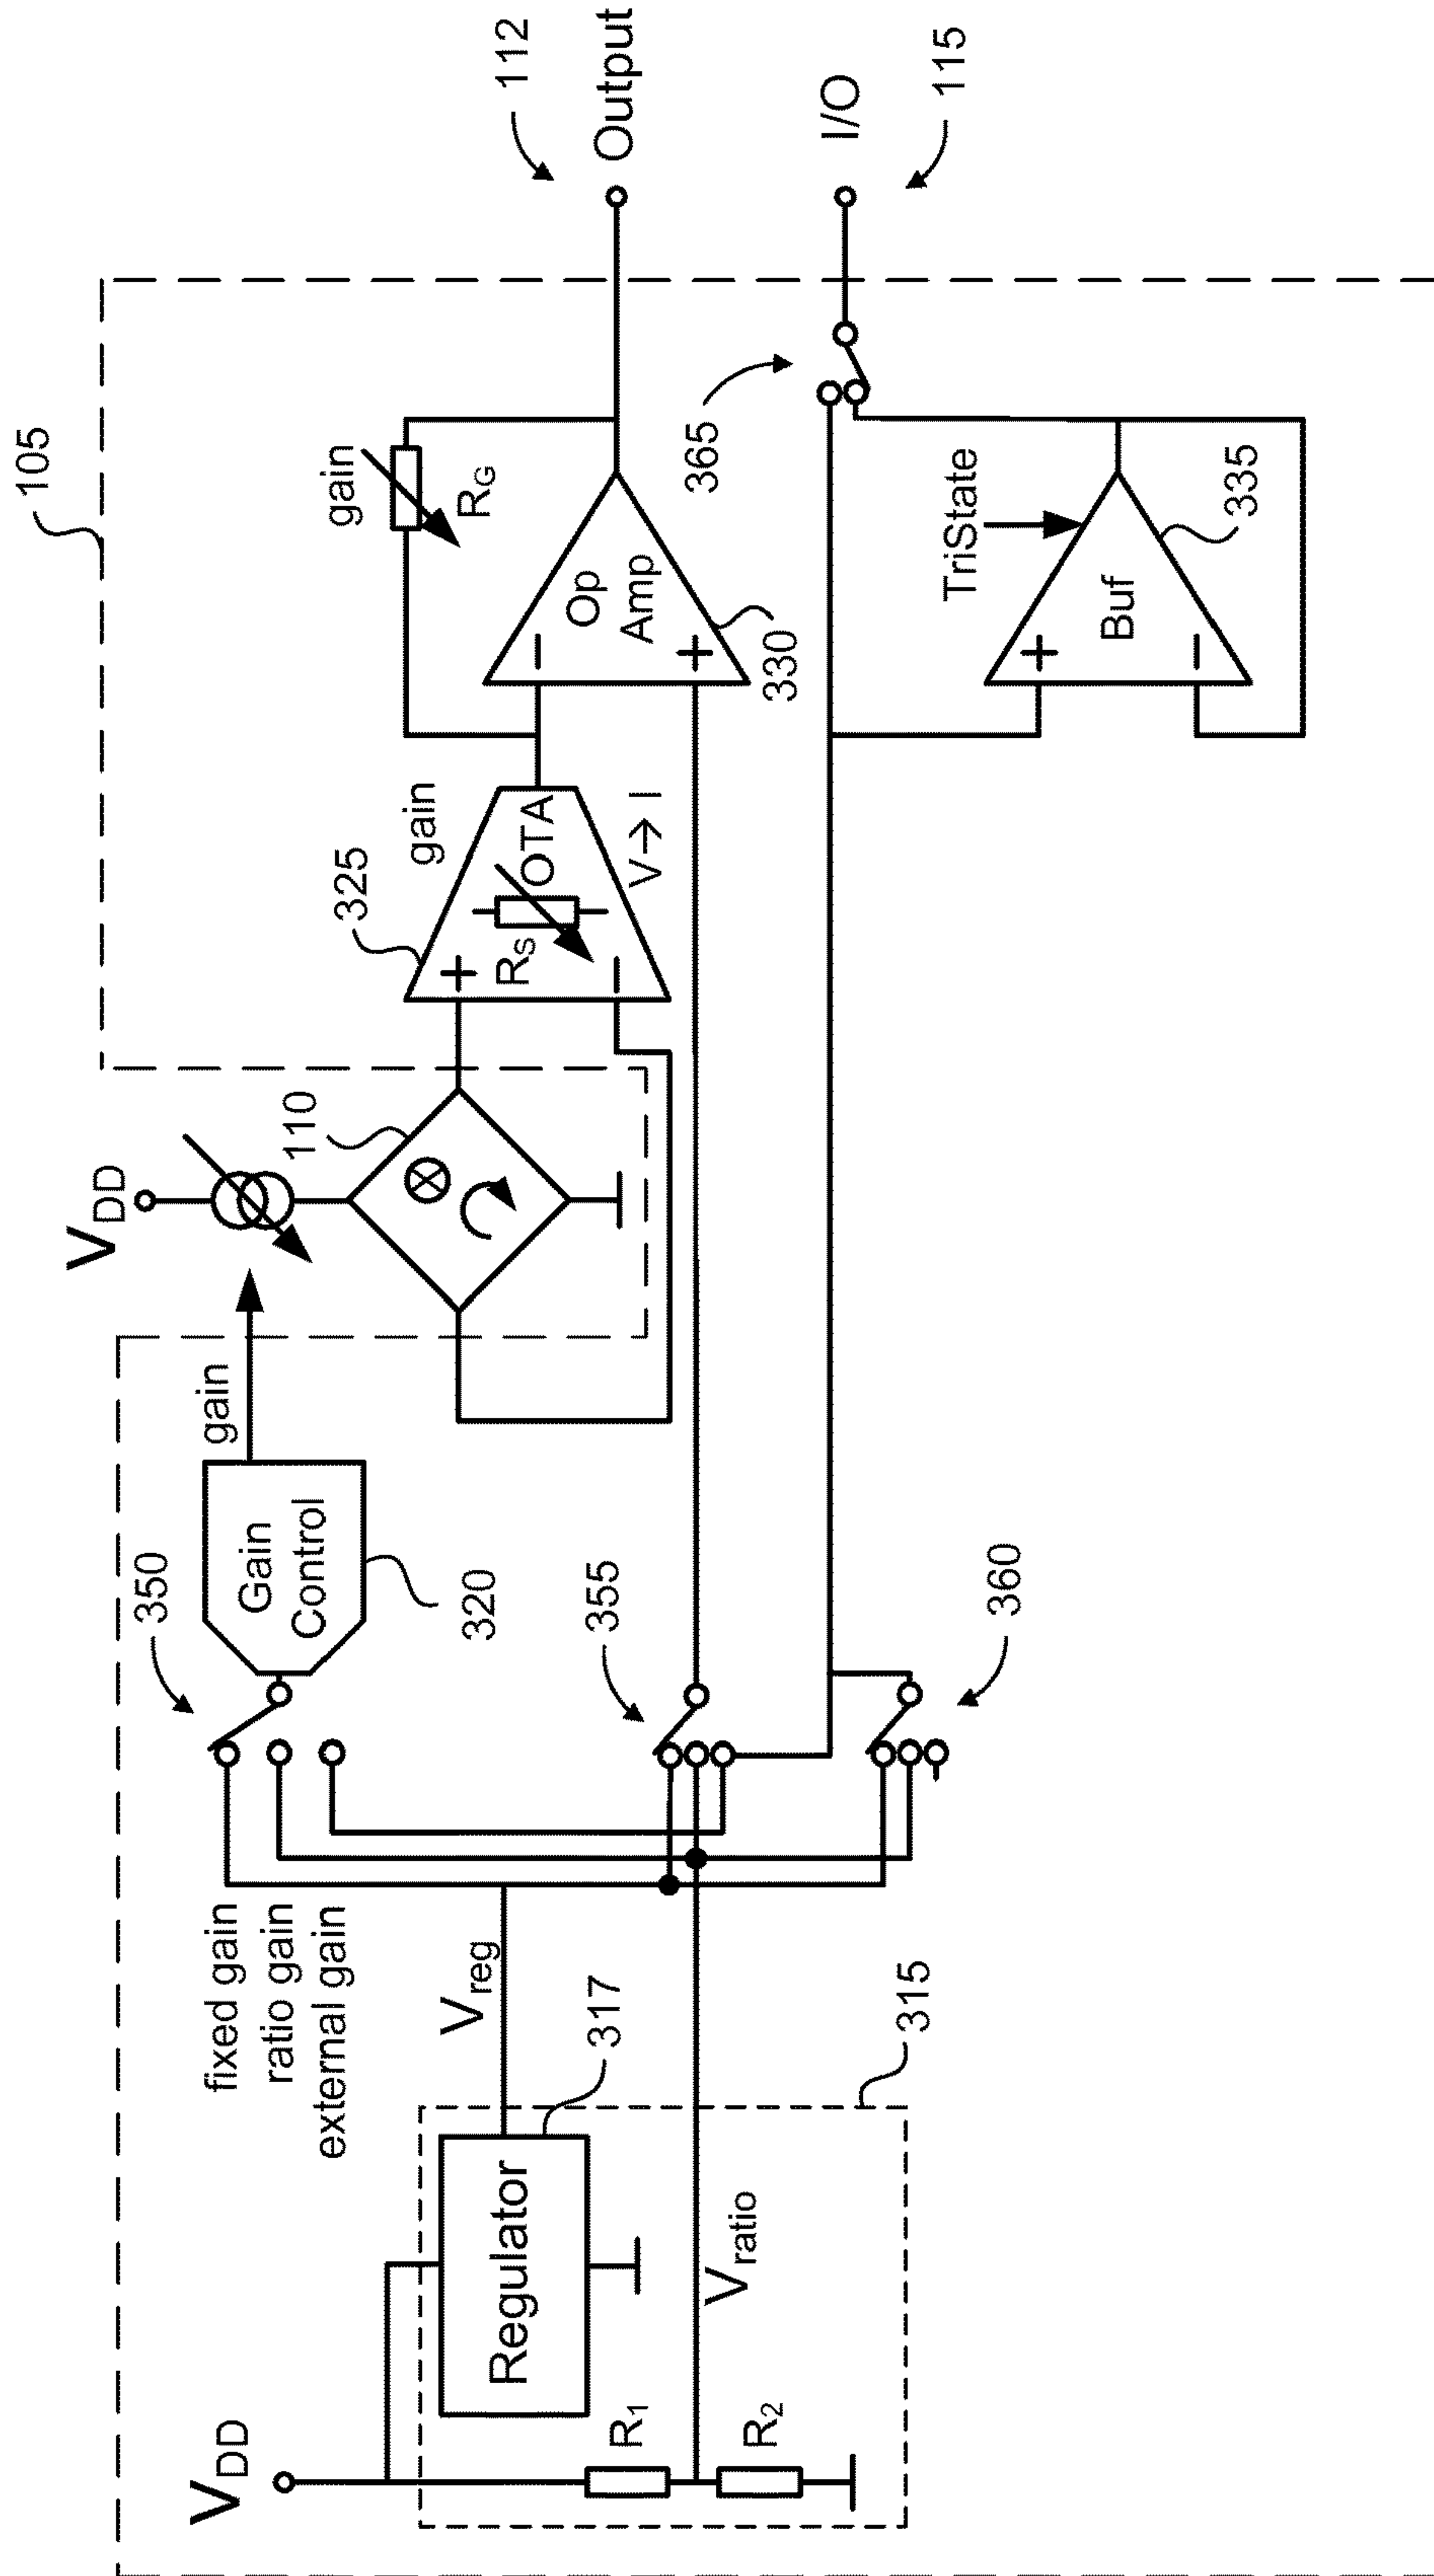 105
V_DD
V_DD
fixed gain
ratio gain
external gain
350
Gain
Control
320
gain
110
325
gain
R_S
OTA
V→ I
+
−
gain
R_G
Op
Amp
−
+
330
112
Output
Regulator
317
V_reg
R_1
R_2
V_ratio
315
355
360
365
I/O
115
TriState
Buf
+
−
335